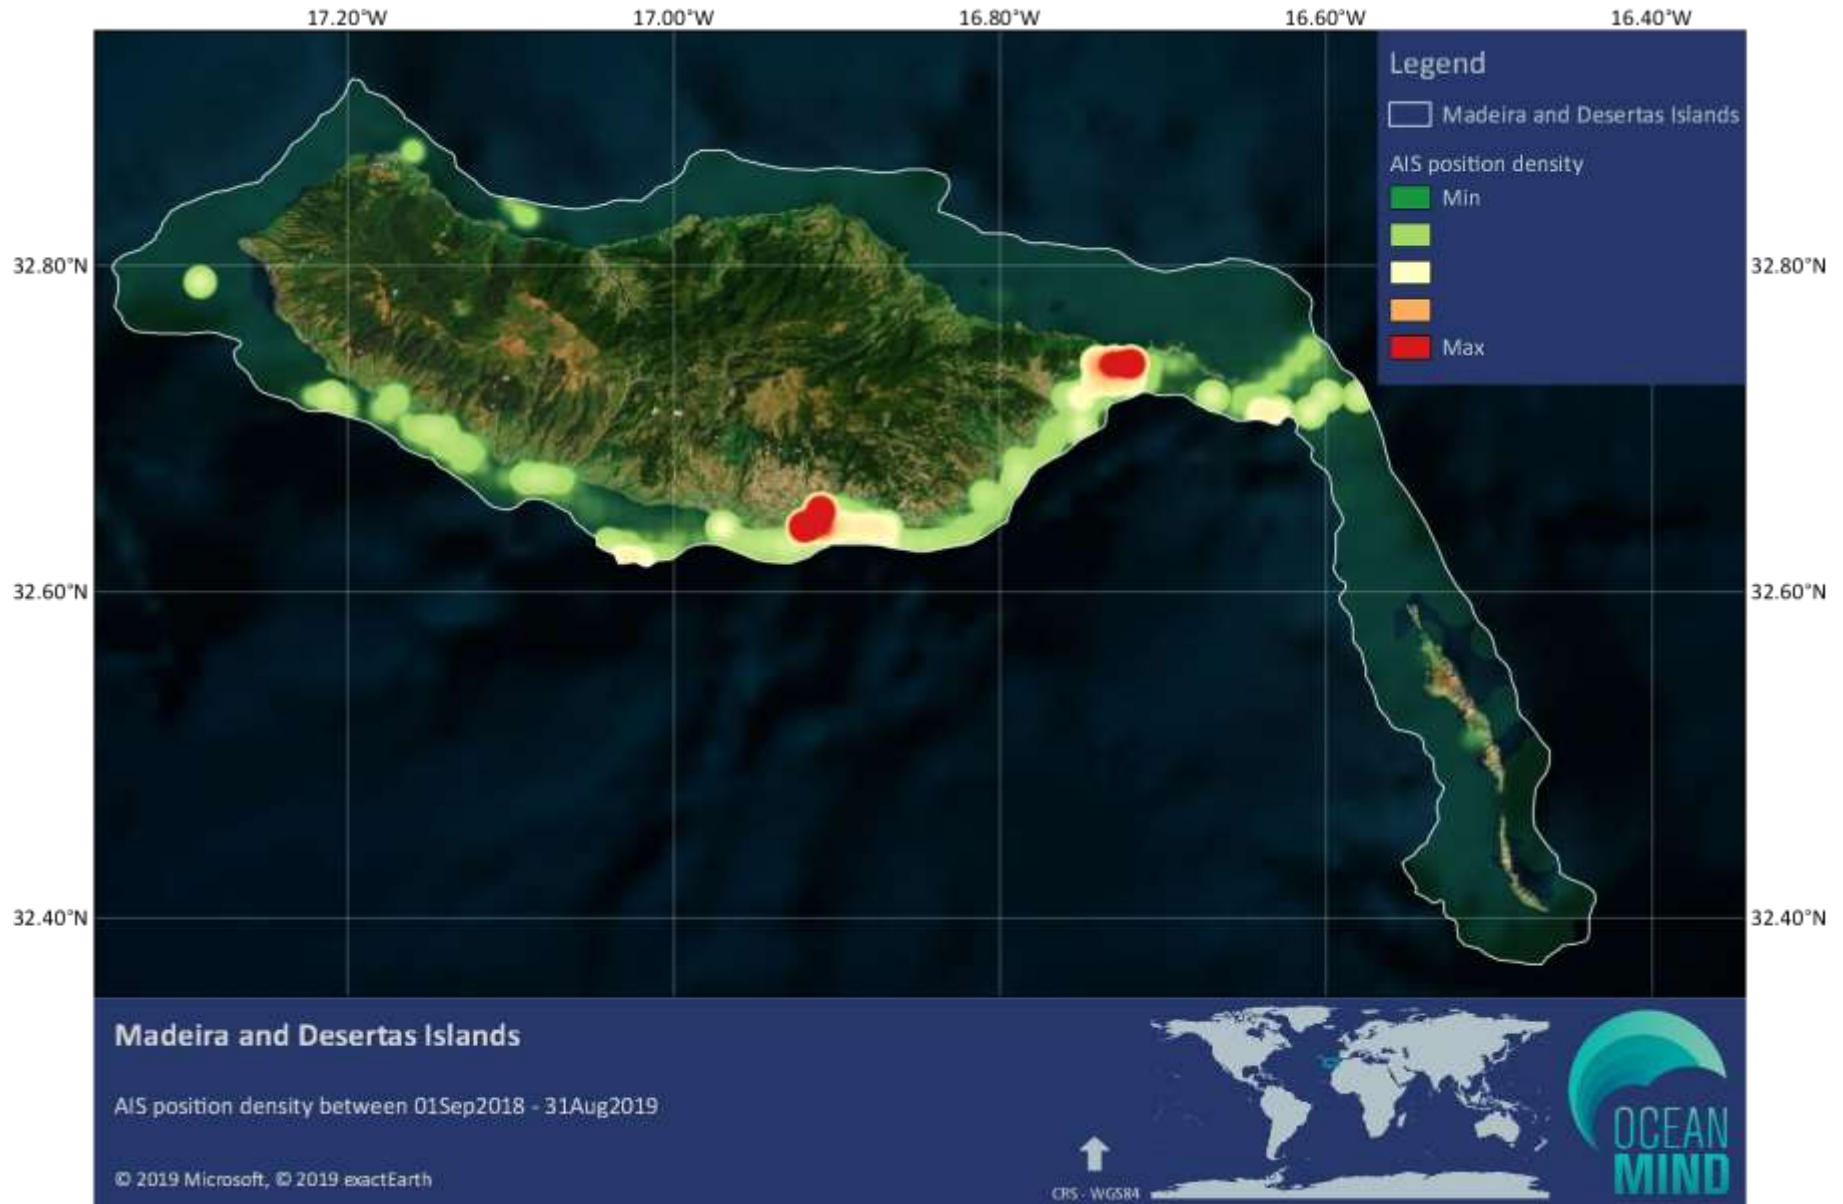 17.20°W 17.00°W 16.80°W 16.60°W 16.40°W
Legend
Madeira and Desertas Islands
AIS position density
Min
Max
32.80°N 32.80°N
32.60°N 32.60°N
32.40°N 32.40°N
Madeira and Desertas Islands
AIS position density between 01Sep2018 - 31Aug2019
© 2019 Microsoft, © 2019 exactEarth
CRS - WGS84
OCEAN
MIND